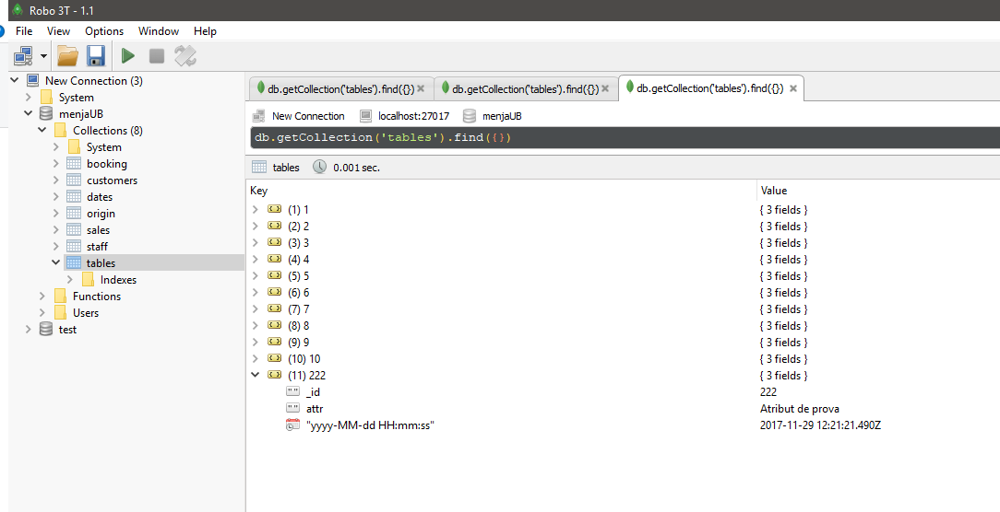 Robo 3T - 1.1
File View Options Window Help
New Connection (3)
System
menjaUB
Collections (8)
System
booking
customers
dates
origin
sales
staff
tables
Indexes
Functions
Users
test
db.getCollection('tables').find({}) db.getCollection('tables').find({}) db.getCollection('tables').find({})
New Connection localhost:27017 menjaUB
db.getCollection('tables').find({})
tables 0.001 sec.
Key Value
(1) 1 { 3 fields }
(2) 2 { 3 fields }
(3) 3 { 3 fields }
(4) 4 { 3 fields }
(5) 5 { 3 fields }
(6) 6 { 3 fields }
(7) 7 { 3 fields }
(8) 8 { 3 fields }
(9) 9 { 3 fields }
(10) 10 { 3 fields }
(11) 222 { 3 fields }
_id 222
attr Atribut de prova
"yyyy-MM-dd HH:mm:ss" 2017-11-29 12:21:21.490Z